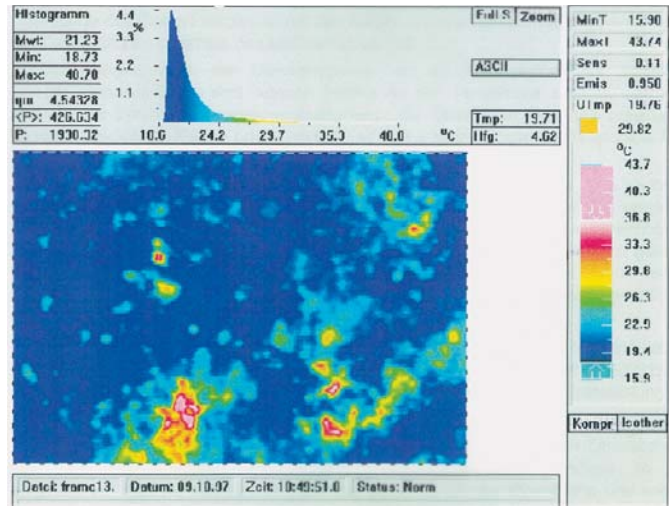 Histogramm
Mwt: 21.23
Min: 18.73
Max: 40.70
qm 4.54328
<P>: 426.634
P: 1930.32
4.4
%
3.3
2.2
1.1
24.2 29.7 35.3 40.0 °C
Full S Zoom
ASCII
Tmp: 19.71
Hfg: 4.62
MinT 15.90
MaxT 43.74
Sens 0.11
Emis 0.950
UTmp 19.76
29.82
°C
43.7
40.3
36.8
33.3
29.8
26.3
22.9
19.4
15.9
Kompr Isother
Datei: frame13. Datum: 09.10.97 Zeit: 10:49:51.0 Status: Norm